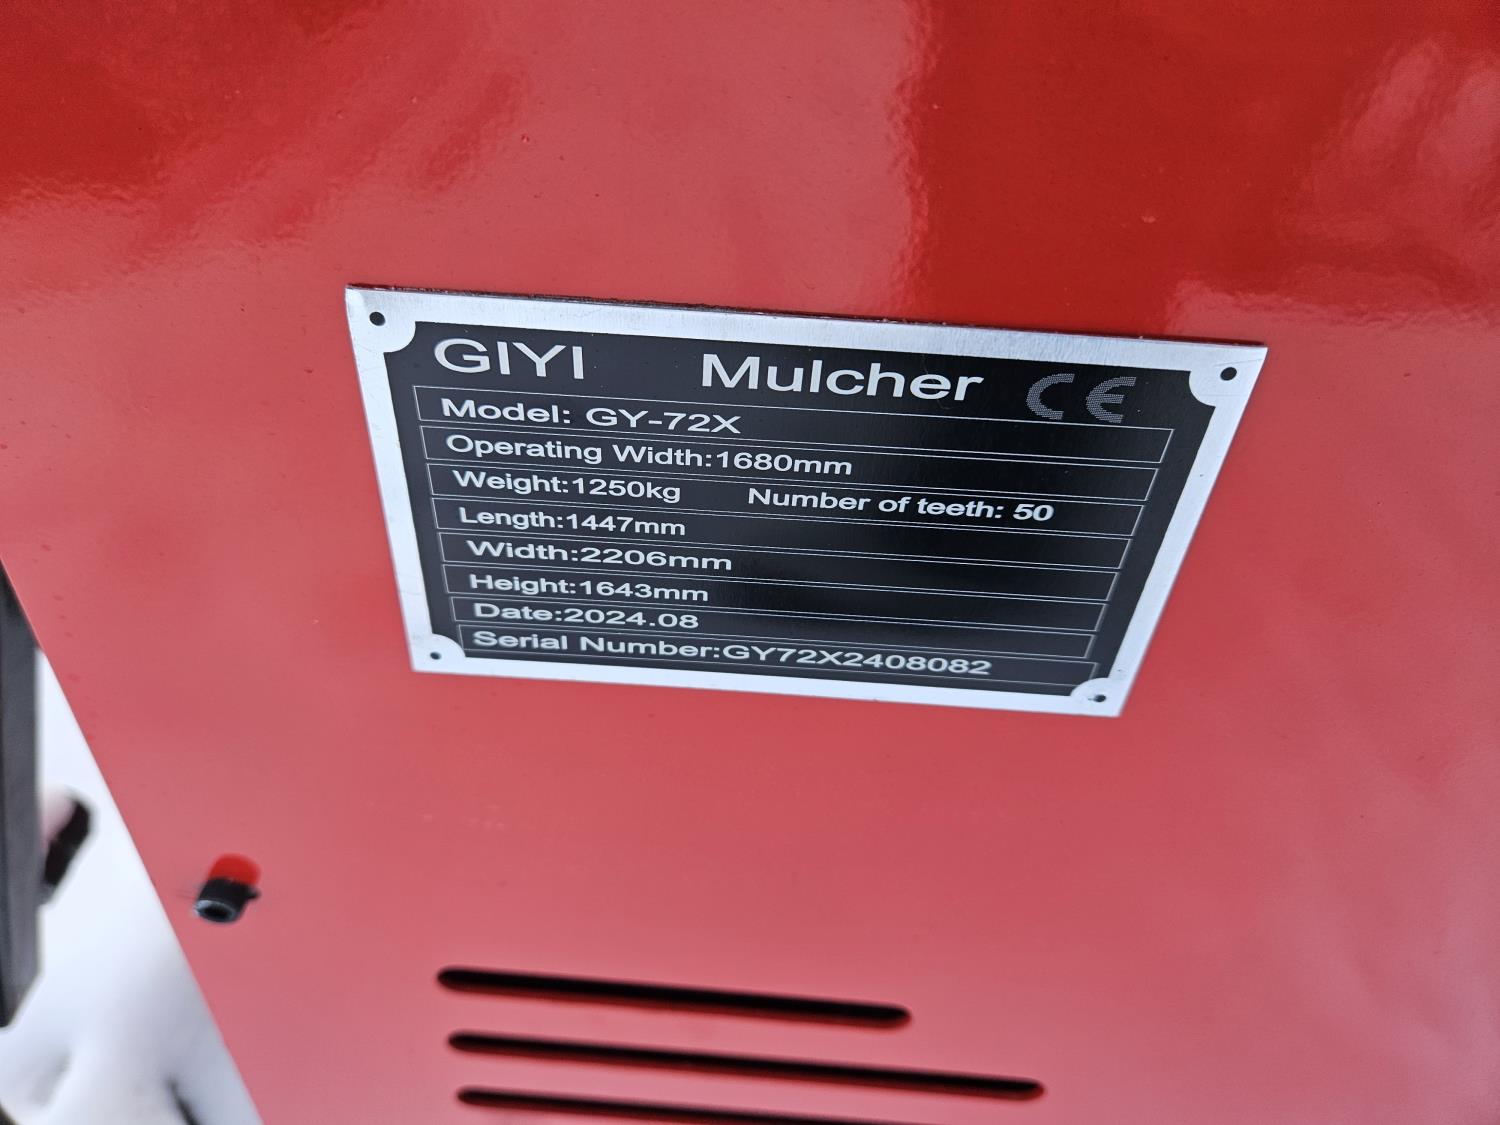 GIYI Mulcher CE
Model: GY-72X
Operating Width:1680mm
Weight:1250kg Number of teeth: 50
Length:1447mm
Width:2206mm
Height:1643mm
Date:2024.08
Serial Number:GY72X2408082